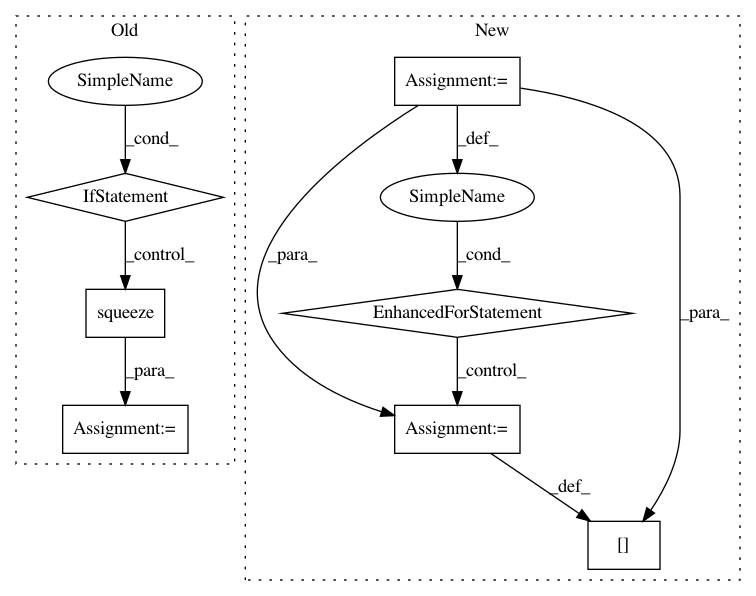 Old
SimpleName
_cond_
IfStatement
_control_
squeeze
_para_
Assignment:=
New
Assignment:=
_def_
SimpleName
_para_
_cond_
EnhancedForStatement
_para_
_control_
Assignment:=
_def_
[]